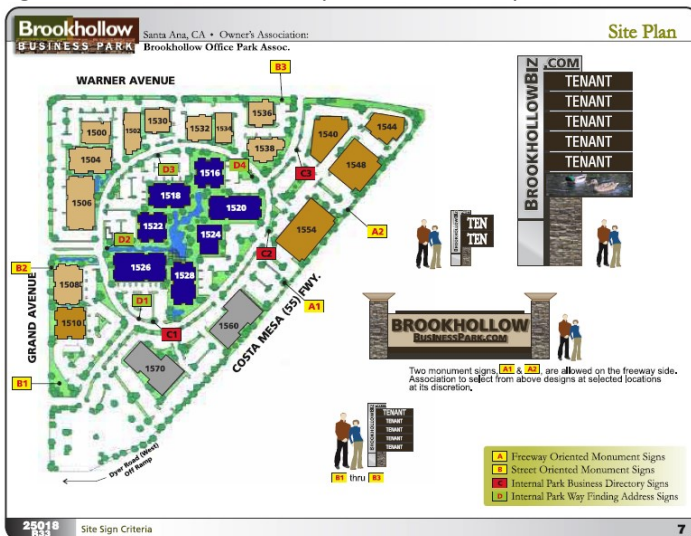 Brookhollow
BUSINESS PARK
Santa Ana, CA • Owner's Association:
Brookhollow Office Park Assoc.
Site Plan
WARNER AVENUE
B3
1500
1502
1530
1532
1534
1536
1538
1540
1544
1504
1548
D3
1516
D4
C3
1506
1518
1520
1522
1524
1554
A2
D2
C2
1526
1528
B2
1508
1510
GRAND AVENUE
D1
C1
A1
1560
COSTA MESA (55) FWY.
1570
B1
Dyer Road (West)
Off Ramp
BROOKHOLLOWBIZ.COM
TENANT
TENANT
TENANT
TENANT
TENANT
TEN
TEN
BROOKHOLLOW
BUSINESSPARK.COM
Two monument signs, A1 & A2, are allowed on the freeway side.
Association to select from above designs at selected locations
at its discretion.
TENANT
TENANT
TENANT
TENANT
TENANT
B1 thru B3
A Freeway Oriented Monument Signs
B Street Oriented Monument Signs
C Internal Park Business Directory Signs
D Internal Park Way Finding Address Signs
25018
B33
Site Sign Criteria
7